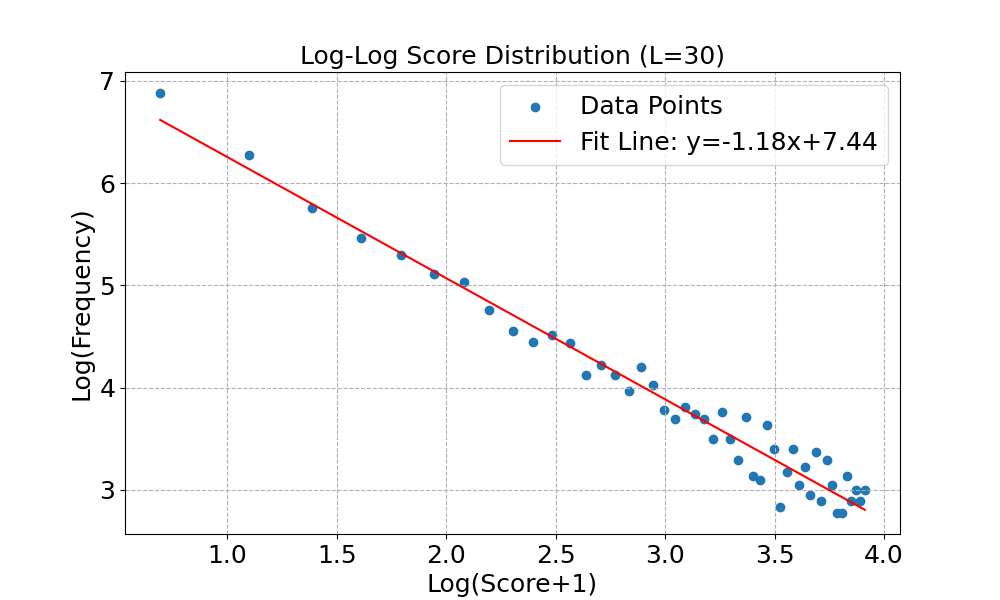 Log-Log Score Distribution (L=30)
Data Points
Fit Line: y=-1.18x+7.44
Log(Frequency)
7
6
5
4
3
1.0 1.5 2.0 2.5 3.0 3.5 4.0
Log(Score+1)